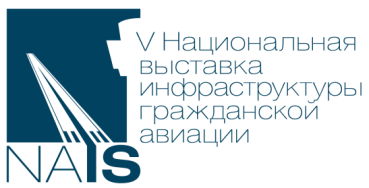 V Национальная
выставка
инфраструктуры
гражданской
авиации
NAIS